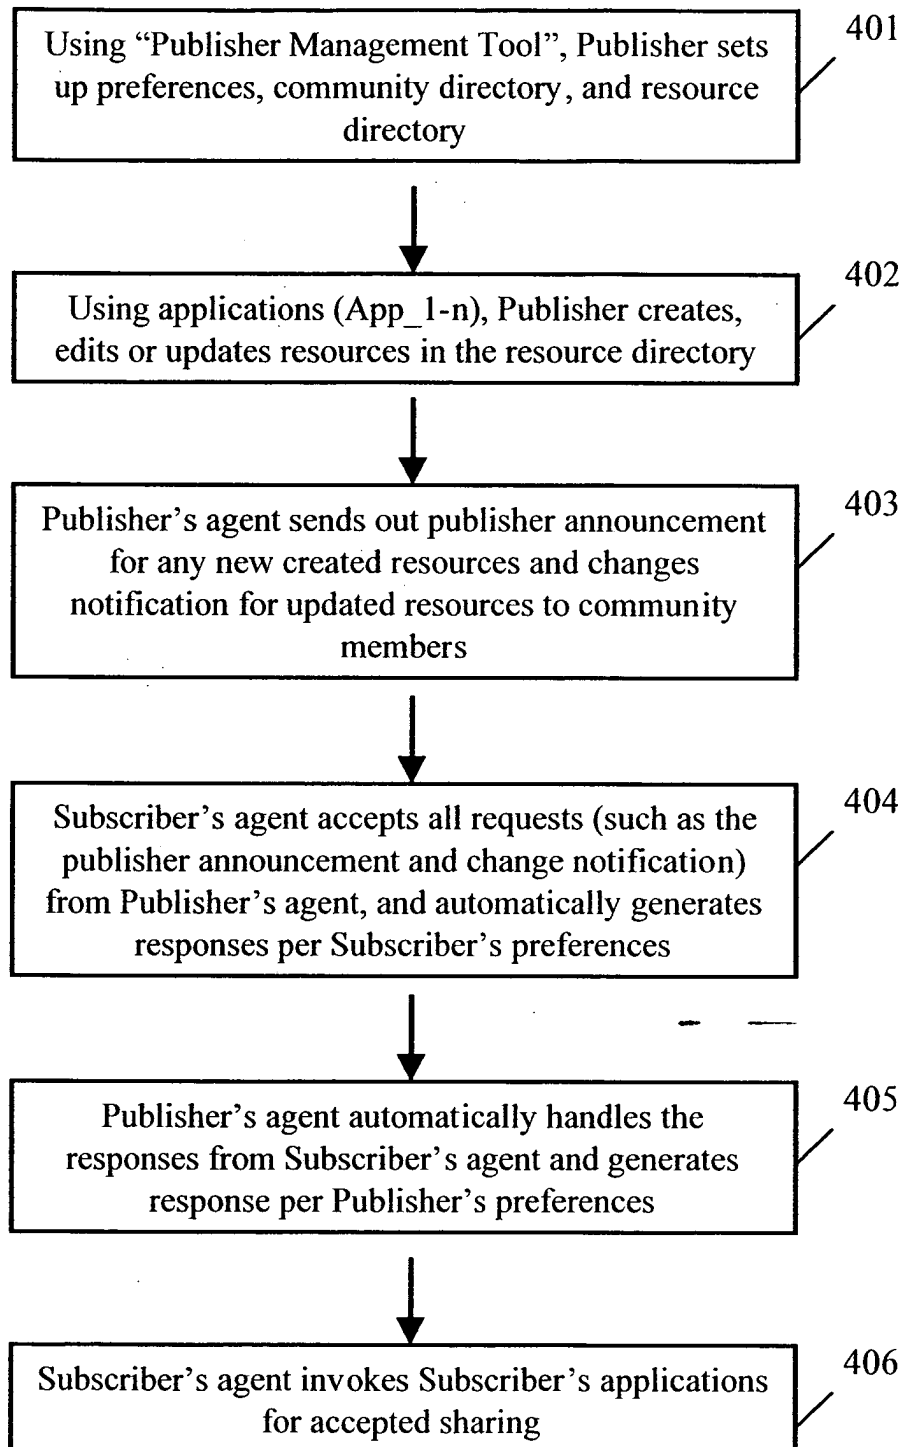 401
Using “Publisher Management Tool”, Publisher sets
up preferences, community directory, and resource
directory
402
Using applications (App_1-n), Publisher creates,
edits or updates resources in the resource directory
403
Publisher’s agent sends out publisher announcement
for any new created resources and changes
notification for updated resources to community
members
404
Subscriber’s agent accepts all requests (such as the
publisher announcement and change notification)
from Publisher’s agent, and automatically generates
responses per Subscriber’s preferences
405
Publisher’s agent automatically handles the
responses from Subscriber’s agent and generates
response per Publisher’s preferences
406
Subscriber’s agent invokes Subscriber’s applications
for accepted sharing